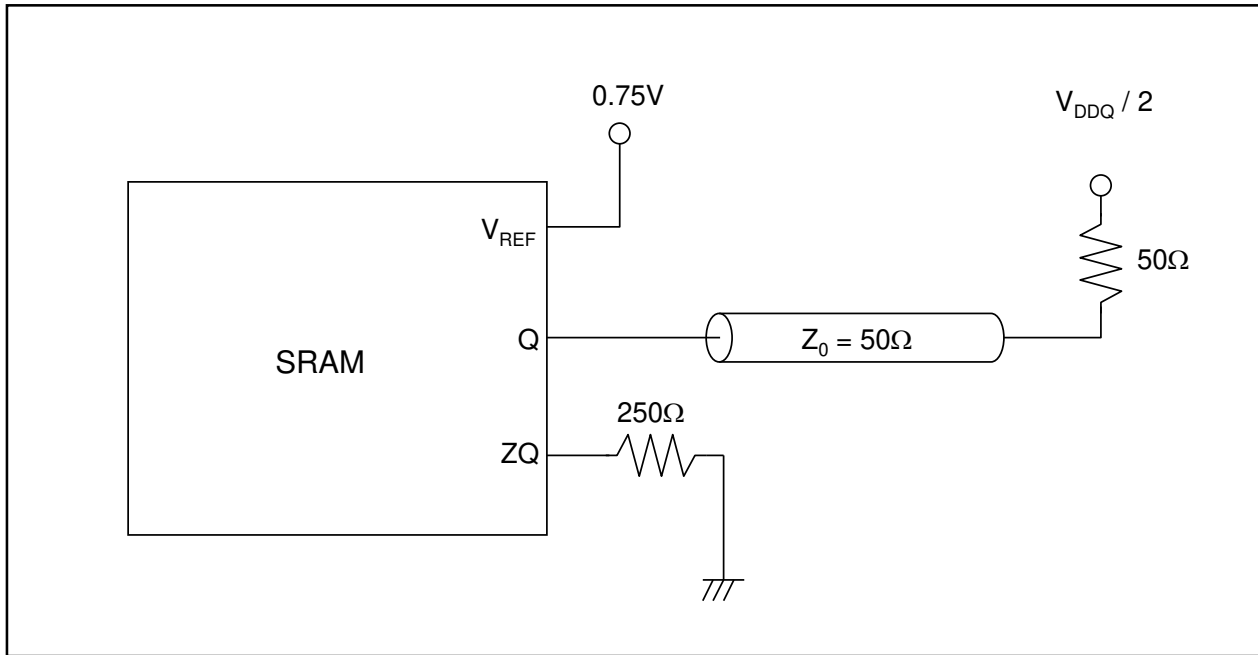 0.75V
V_DDQ / 2
V_REF
50Ω
Q
Z_0 = 50Ω
SRAM
250Ω
ZQ